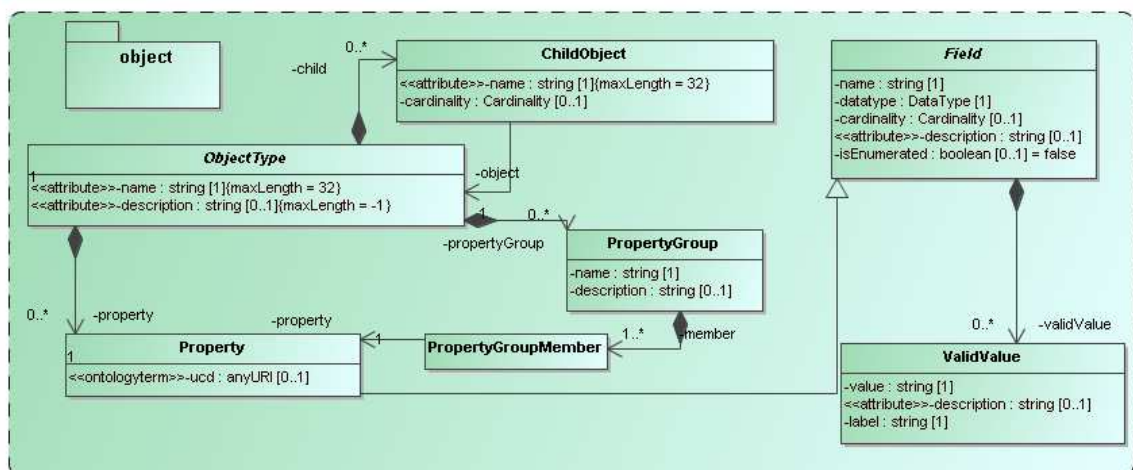 object
0..*
-child
ChildObject
<<attribute>>-name : string [1]{maxLength = 32}
-cardinality : Cardinality [0..1]
Field
-name : string [1]
-datatype : DataType [1]
-cardinality : Cardinality [0..1]
<<attribute>>-description : string [0..1]
-isEnumerated : boolean [0..1] = false
ObjectType
1
<<attribute>>-name : string [1]{maxLength = 32}
<<attribute>>-description : string [0..1]{maxLength = -1}
-object
1
0..*
-propertyGroup
PropertyGroup
-name : string [1]
-description : string [0..1]
0..*
-property
-property
1
1..*
-member
PropertyGroupMember
Property
1
<<ontologyterm>>-ucd : anyURI [0..1]
0..*
-validValue
ValidValue
-value : string [1]
<<attribute>>-description : string [0..1]
-label : string [1]